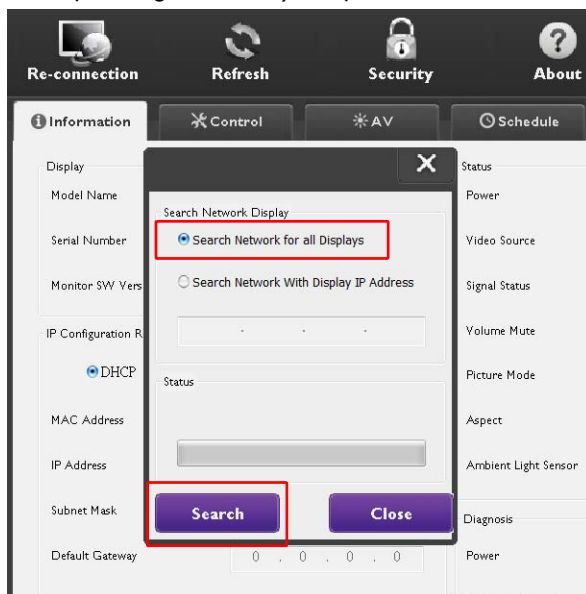 Re-connection Refresh Security About
Information Control AV Schedule
Display
Model Name
Serial Number
Monitor SW Vers
IP Configuration R
DHCP
MAC Address
IP Address
Subnet Mask
Default Gateway
0 . 0 . 0 . 0
Search Network Display
Search Network for all Displays
Search Network With Display IP Address
. . .
Status
Search Close
Status
Power
Video Source
Signal Status
Volume Mute
Picture Mode
Aspect
Ambient Light Sensor
Diagnosis
Power